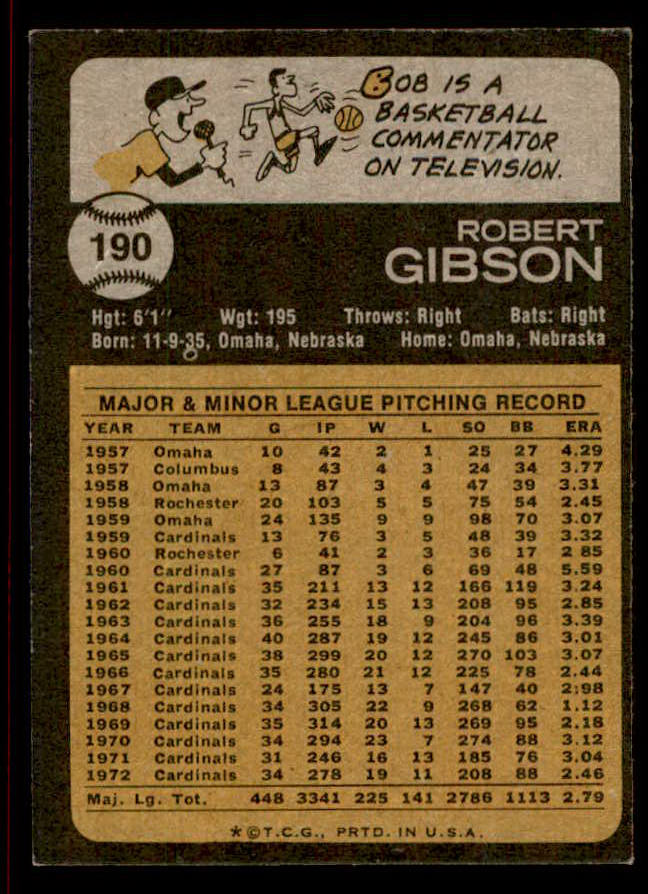 BOB IS A
BASKETBALL
COMMENTATOR
ON TELEVISION.
190
ROBERT
GIBSON
Hgt: 6'1" Wgt: 195 Throws: Right Bats: Right
Born: 11-9-35, Omaha, Nebraska Home: Omaha, Nebraska
MAJOR & MINOR LEAGUE PITCHING RECORD
YEAR TEAM G IP W L SO BB ERA
1957 Omaha 10 42 2 1 25 27 4.29
1957 Columbus 8 43 4 3 24 34 3.77
1958 Omaha 13 87 3 4 47 39 3.31
1958 Rochester 20 103 5 5 75 54 2.45
1959 Omaha 24 135 9 9 98 70 3.07
1959 Cardinals 13 76 3 5 48 39 3.32
1960 Rochester 6 41 2 3 36 17 2 85
1960 Cardinals 27 87 3 6 69 48 5.59
1961 Cardinals 35 211 13 12 166 119 3.24
1962 Cardinals 32 234 15 13 208 95 2.85
1963 Cardinals 36 255 18 9 204 96 3.39
1964 Cardinals 40 287 19 12 245 86 3.01
1965 Cardinals 38 299 20 12 270 103 3.07
1966 Cardinals 35 280 21 12 225 78 2.44
1967 Cardinals 24 175 13 7 147 40 2:98
1968 Cardinals 34 305 22 9 268 62 1.12
1969 Cardinals 35 314 20 13 269 95 2.18
1970 Cardinals 34 294 23 7 274 88 3.12
1971 Cardinals 31 246 16 13 185 76 3.04
1972 Cardinals 34 278 19 11 208 88 2.46
Maj. Lg. Tot. 448 3341 225 141 2786 1113 2.79
*©T.C.G., PRTD. IN U.S.A.